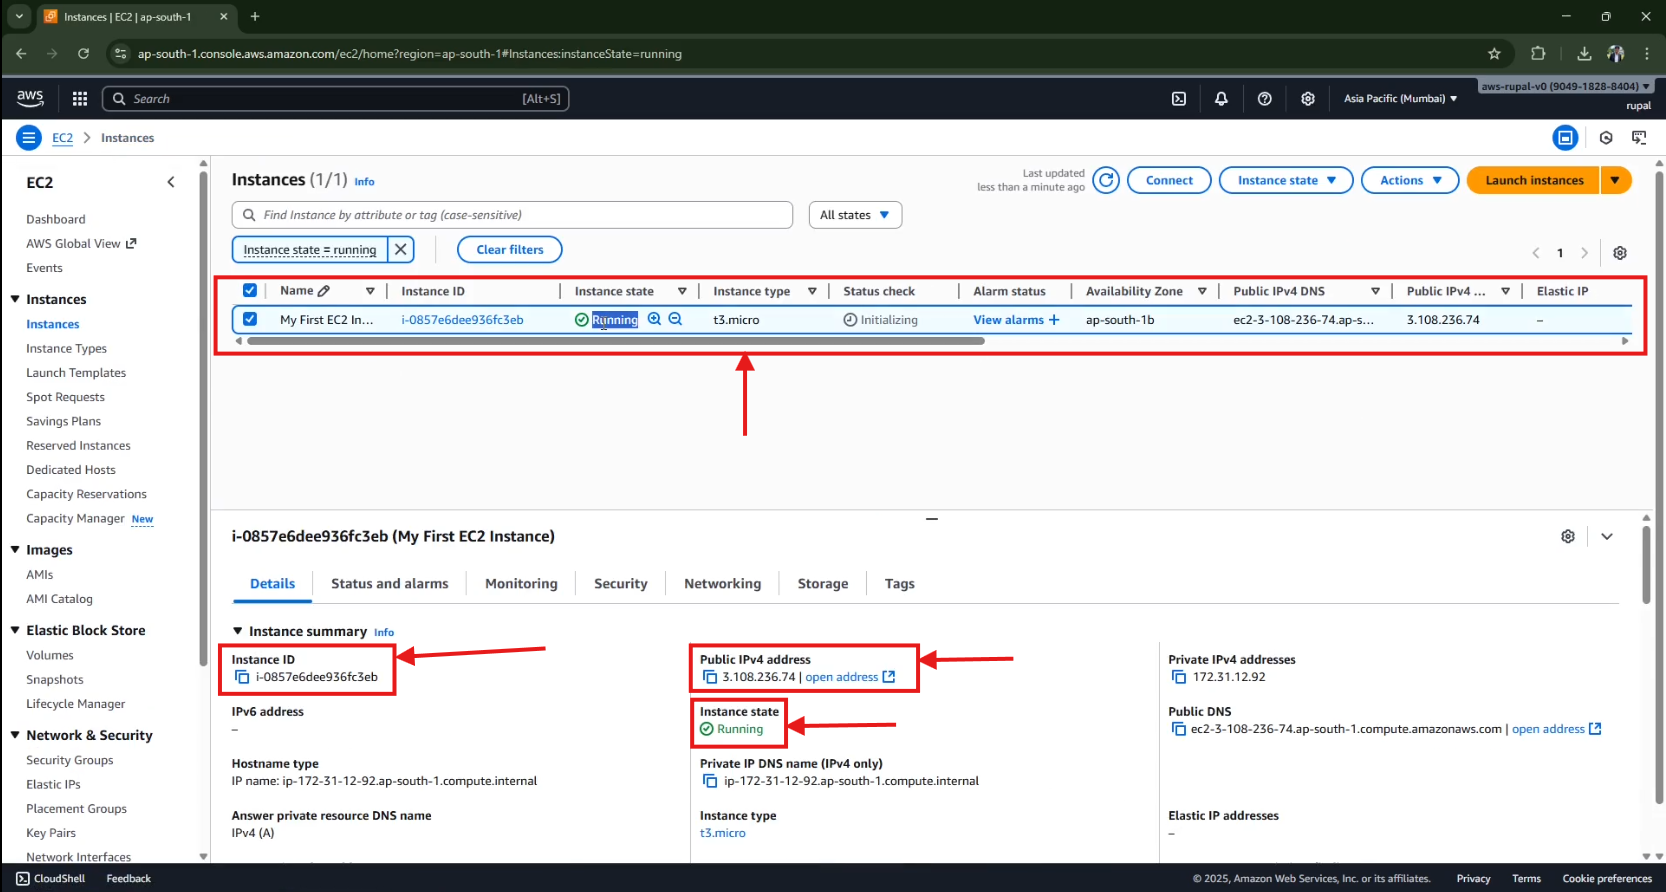 Instances | EC2 | ap-south-1
ap-south-1.console.aws.amazon.com/ec2/home?region=ap-south-1#Instances:instanceState=running
aws
Search [Alt+S]
Asia Pacific (Mumbai)
aws-rupal-v0 (9049-1828-8404)
rupal
EC2 Instances
EC2
Dashboard
AWS Global View
Events
Instances
Instances
Instance Types
Launch Templates
Spot Requests
Savings Plans
Reserved Instances
Dedicated Hosts
Capacity Reservations
Capacity Manager New
Images
AMIs
AMI Catalog
Elastic Block Store
Volumes
Snapshots
Lifecycle Manager
Network & Security
Security Groups
Elastic IPs
Placement Groups
Key Pairs
Network Interfaces
Instances (1/1) Info
Last updated
less than a minute ago
Connect
Instance state
Actions
Launch instances
Find Instance by attribute or tag (case-sensitive)
All states
Instance state = running
Clear filters
1
Name Instance ID Instance state Instance type Status check Alarm status Availability Zone Public IPv4 DNS Public IPv4 ... Elastic IP
My First EC2 In... i-0857e6dee936fc3eb Running t3.micro Initializing View alarms + ap-south-1b ec2-3-108-236-74.ap-s... 3.108.236.74 –
i-0857e6dee936fc3eb (My First EC2 Instance)
Details Status and alarms Monitoring Security Networking Storage Tags
Instance summary Info
Instance ID
i-0857e6dee936fc3eb
Public IPv4 address
3.108.236.74 | open address
Private IPv4 addresses
172.31.12.92
IPv6 address
–
Instance state
Running
Public DNS
ec2-3-108-236-74.ap-south-1.compute.amazonaws.com | open address
Hostname type
IP name: ip-172-31-12-92.ap-south-1.compute.internal
Private IP DNS name (IPv4 only)
ip-172-31-12-92.ap-south-1.compute.internal
Answer private resource DNS name
IPv4 (A)
Instance type
t3.micro
Elastic IP addresses
–
CloudShell Feedback
© 2025, Amazon Web Services, Inc. or its affiliates. Privacy Terms Cookie preferences